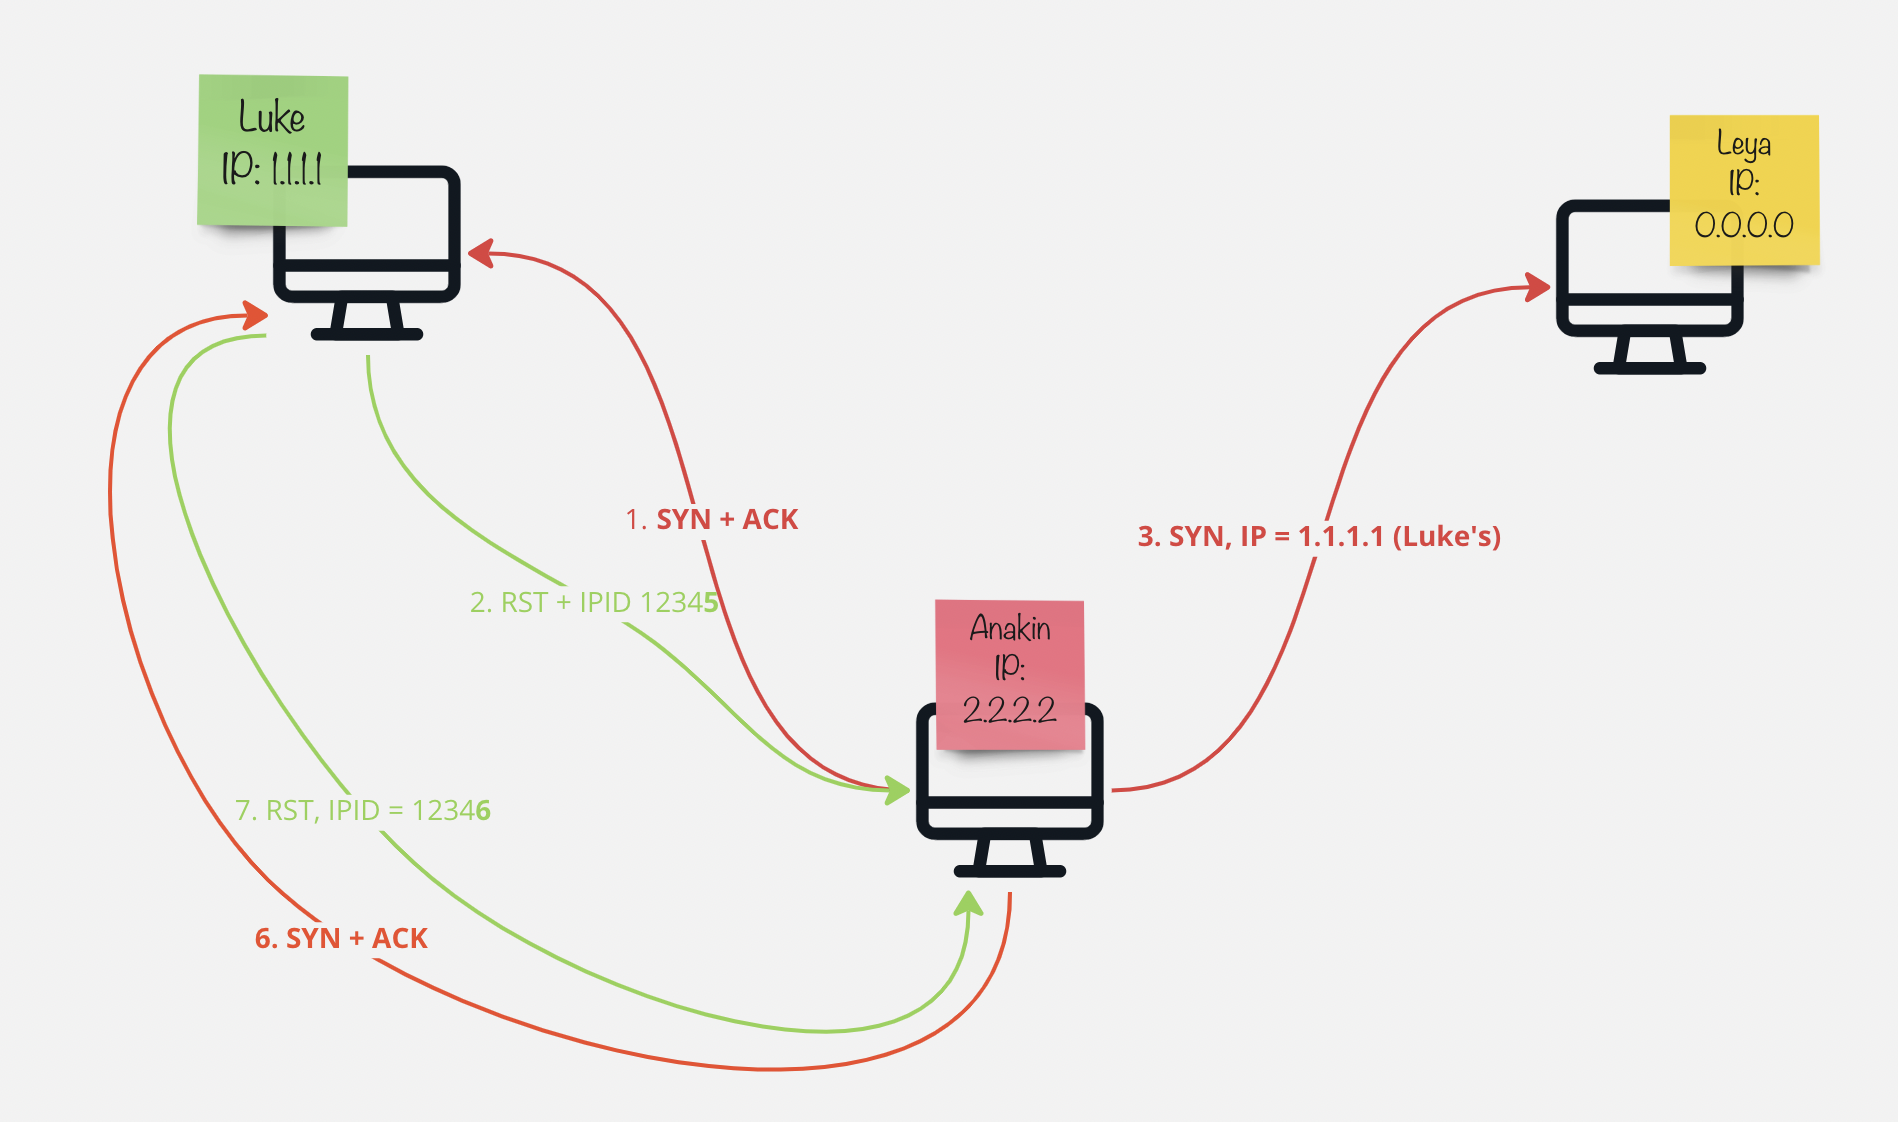 Luke
IP: 1.1.1.1
Leya
IP:
0.0.0.0
1. SYN + ACK
3. SYN, IP = 1.1.1.1 (Luke's)
2. RST + IPID 12345
Anakin
IP:
2.2.2.2
7. RST, IPID = 12346
6. SYN + ACK